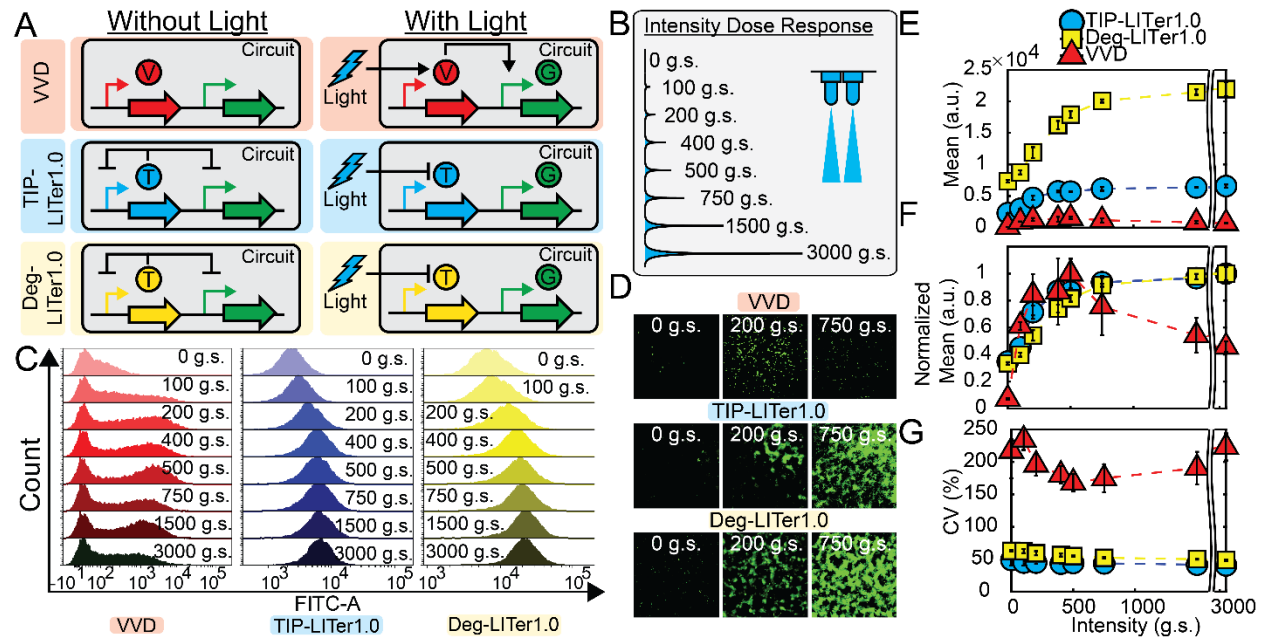 A
Without Light
With Light
VVD
Circuit
V
Light
Circuit
V
G
TIP-
LITer1.0
Circuit
T
Light
Circuit
T
G
Deg-
LITer1.0
Circuit
T
Light
Circuit
T
G
B
Intensity Dose Response
0 g.s.
100 g.s.
200 g.s.
400 g.s.
500 g.s.
750 g.s.
1500 g.s.
3000 g.s.
C
Count
0 g.s.
100 g.s.
200 g.s.
400 g.s.
500 g.s.
750 g.s.
1500 g.s.
3000 g.s.
-10¹ 10¹ 10² 10³ 10⁴ 10⁵
VVD
0 g.s.
100 g.s.
200 g.s.
400 g.s.
500 g.s.
750 g.s.
1500 g.s.
3000 g.s.
10³ 10⁴ 10⁵
TIP-LITer1.0
0 g.s.
100 g.s.
200 g.s.
400 g.s.
500 g.s.
750 g.s.
1500 g.s.
3000 g.s.
10³ 10⁴ 10⁵
Deg-LITer1.0
FITC-A
D
VVD
0 g.s. 200 g.s. 750 g.s.
TIP-LITer1.0
0 g.s. 200 g.s. 750 g.s.
Deg-LITer1.0
0 g.s. 200 g.s. 750 g.s.
E
TIP-LITer1.0
Deg-LITer1.0
VVD
×10⁴
2.5
2
1.5
1
0.5
0
Mean (a.u.)
F
1
0.8
0.6
0.4
0.2
0
Normalized
Mean (a.u.)
G
250
200
150
100
50
0
CV (%)
0 500 1000 3000
Intensity (g.s.)